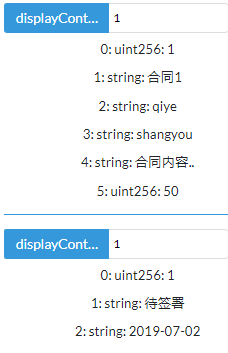 displayCont... 1
0: uint256: 1
1: string: 合同1
2: string: qiye
3: string: shangyou
4: string: 合同内容..
5: uint256: 50
displayCont... 1
0: uint256: 1
1: string: 待签署
2: string: 2019-07-02